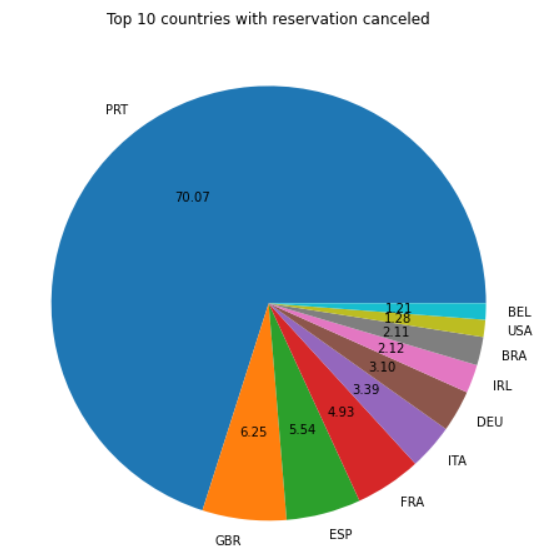 Top 10 countries with reservation canceled
PRT
70.07
1.21
BEL
1.28
USA
2.11
BRA
2.12
IRL
3.10
DEU
3.39
ITA
4.93
FRA
5.54
ESP
6.25
GBR